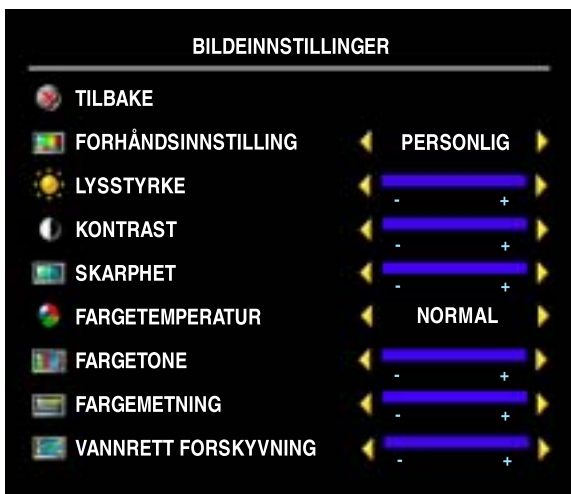 BILDEINNSTILLINGER
TILBAKE
FORHÅNDSINNSTILLING PERSONLIG
LYSSTYRKE
- +
KONTRAST
- +
SKARPHET
- +
FARGETEMPERATUR NORMAL
FARGETONE
- +
FARGEMETNING
- +
VANNRETT FORSKYVNING
- +